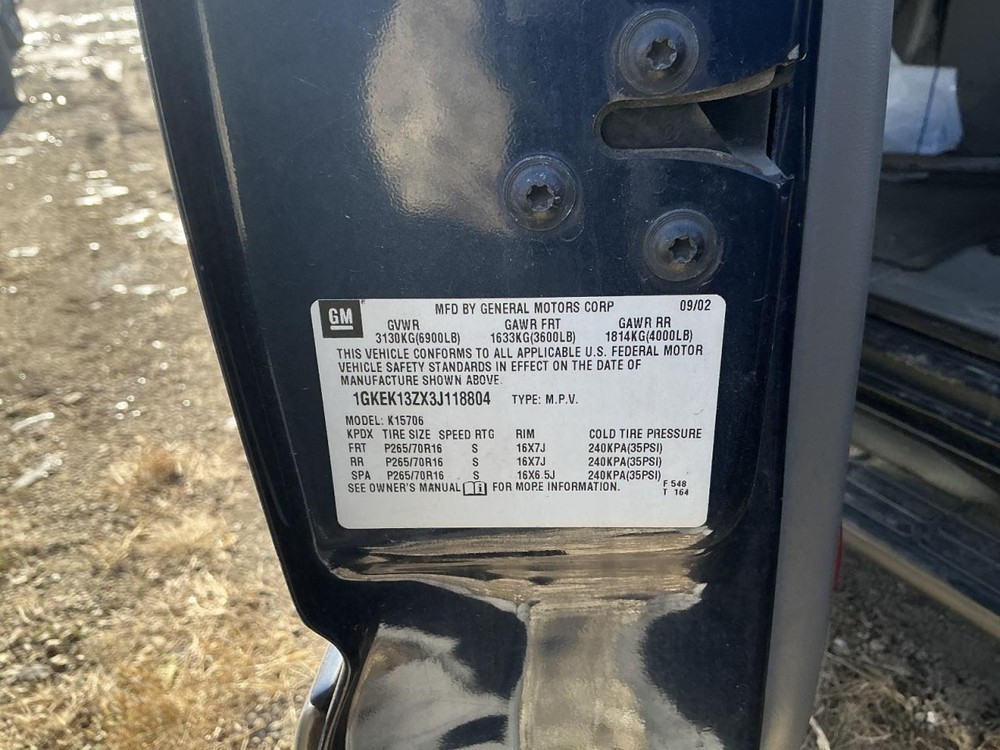 GM
MFD BY GENERAL MOTORS CORP 09/02
GVWR GAWR FRT GAWR RR
3130KG(6900LB) 1633KG(3600LB) 1814KG(4000LB)
THIS VEHICLE CONFORMS TO ALL APPLICABLE U.S. FEDERAL MOTOR
VEHICLE SAFETY STANDARDS IN EFFECT ON THE DATE OF
MANUFACTURE SHOWN ABOVE.
1GKEK13ZX3J118804 TYPE: M.P.V.
MODEL: K15706
KPDX TIRE SIZE SPEED RTG RIM COLD TIRE PRESSURE
FRT P265/70R16 S 16X7J 240KPA(35PSI)
RR P265/70R16 S 16X7J 240KPA(35PSI)
SPA P265/70R16 S 16X6.5J 240KPA(35PSI)
SEE OWNER'S MANUAL i FOR MORE INFORMATION. F 548
T 164